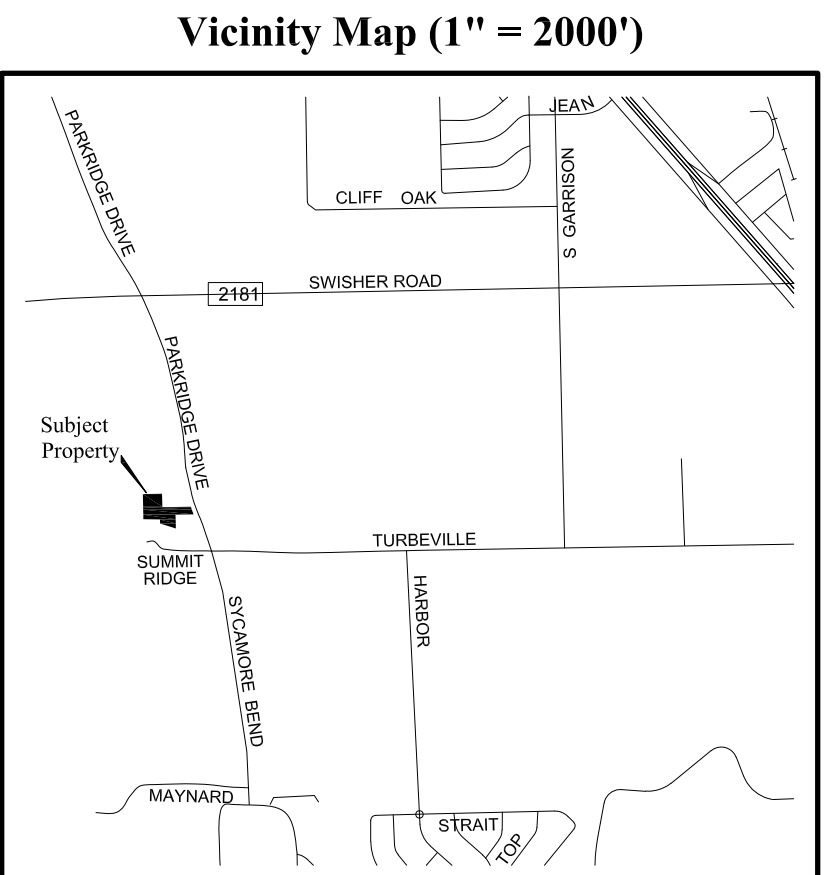 Vicinity Map (1" = 2000')
JEAN
PARKRIDGE DRIVE
CLIFF OAK
S GARRISON
SWISHER ROAD
2181
PARKRIDGE DRIVE
Subject
Property
TURBEVILLE
SUMMIT
RIDGE
HARBOR
SYCAMORE BEND
MAYNARD
STRAIT
TOP